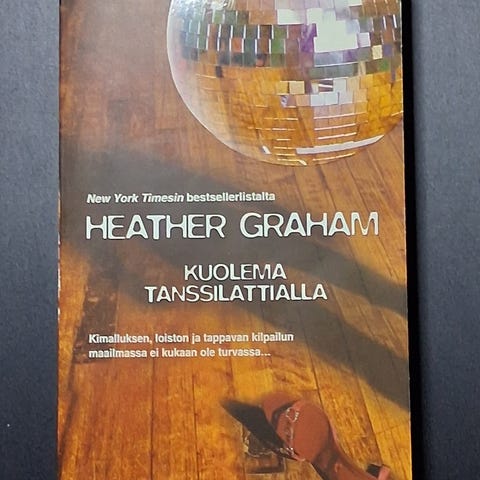 New York Timesin bestsellerlistalta
HEATHER GRAHAM
KUOLEMA
TANSSILATTIALLA
Kimalluksen, loiston ja tappavan kilpailun
maailmassa ei kukaan ole turvassa...